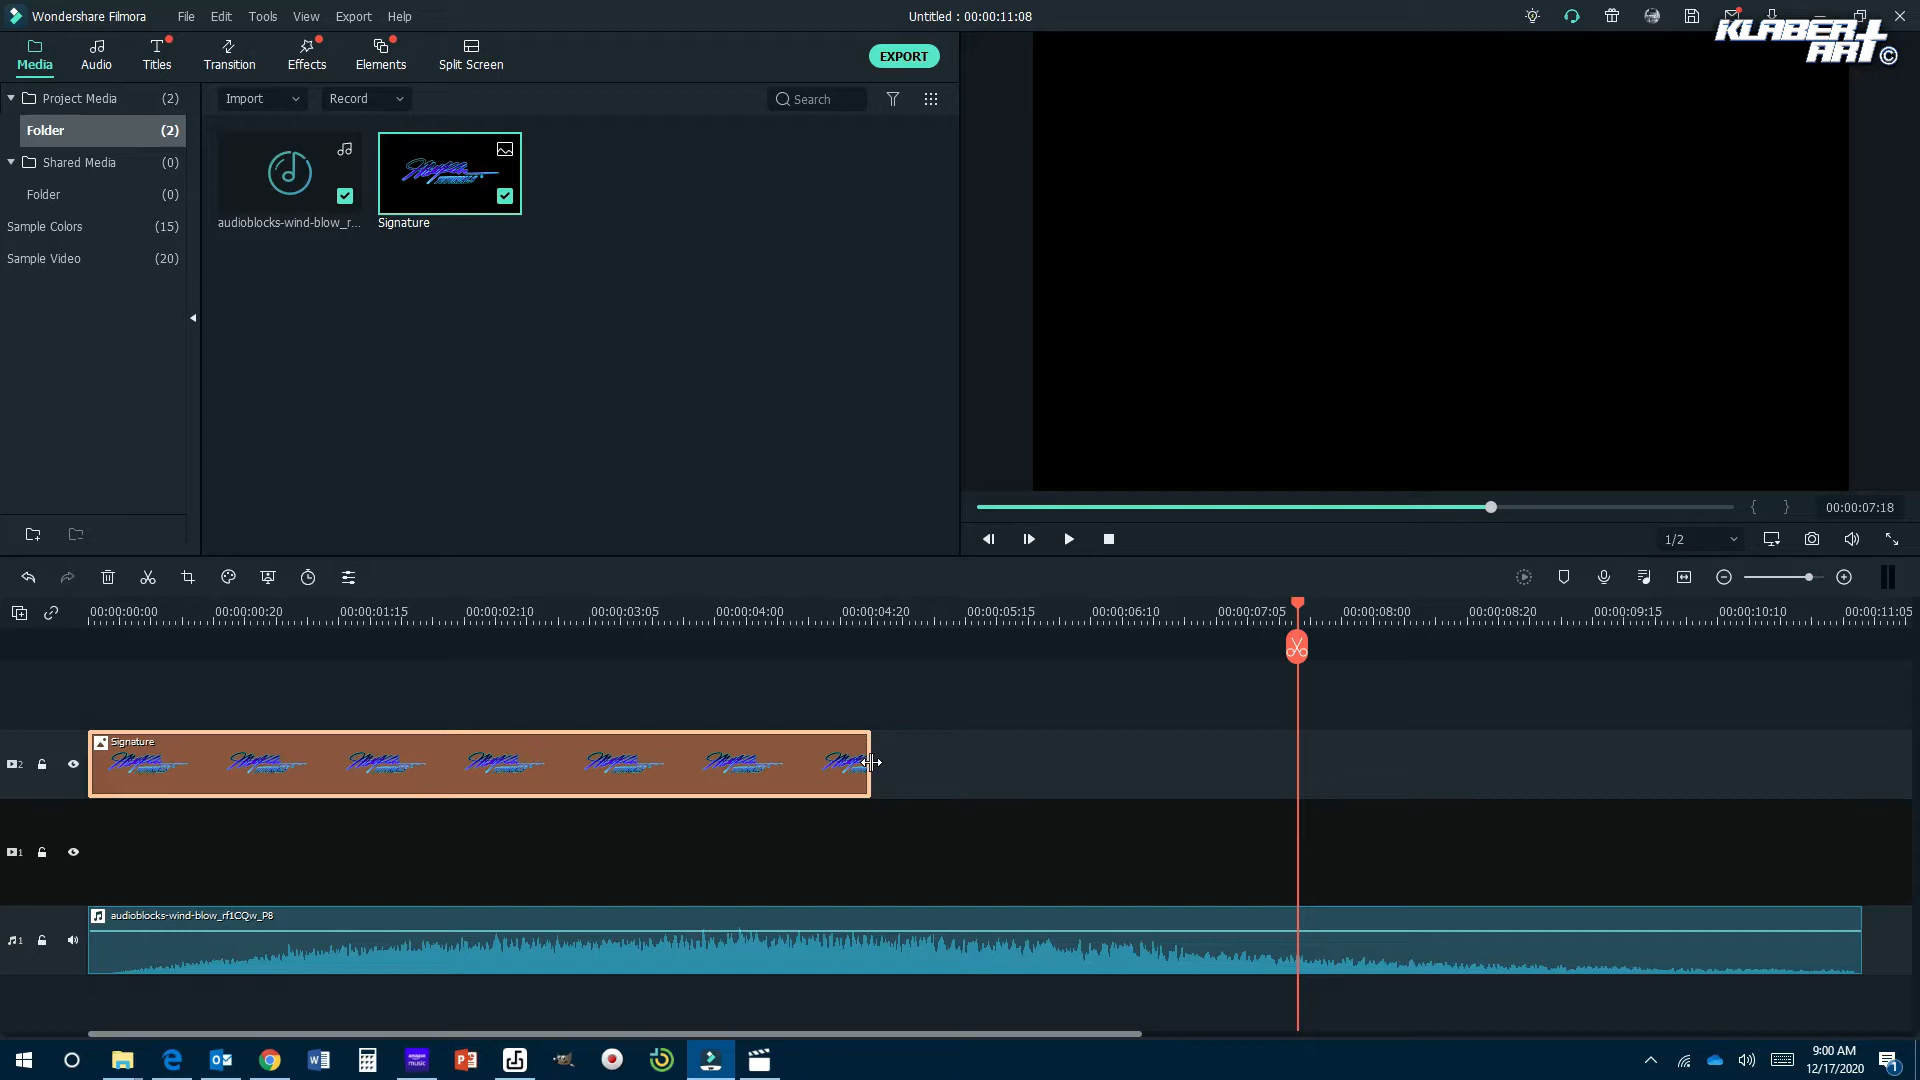 Wondershare Filmora
File Edit Tools View Export Help
Untitled : 00:00:11:08
KLABER
ART ©
Media Audio Titles Transition Effects Elements Split Screen
EXPORT
Project Media (2)
Import
Record
Search
Folder (2)
Shared Media (0)
Folder (0)
Sample Colors (15)
Sample Video (20)
audioblocks-wind-blow_r...
Signature
00:00:07:18
1/2
00:00:00:00 00:00:00:20 00:00:01:15 00:00:02:10 00:00:03:05 00:00:04:00 00:00:04:20 00:00:05:15 00:00:06:10 00:00:07:05 00:00:08:00 00:00:08:20 00:00:09:15 00:00:10:10 00:00:11:05
Signature
2
1
audioblocks-wind-blow_rf1CQw_P8
1
9:00 AM
12/17/2020
1